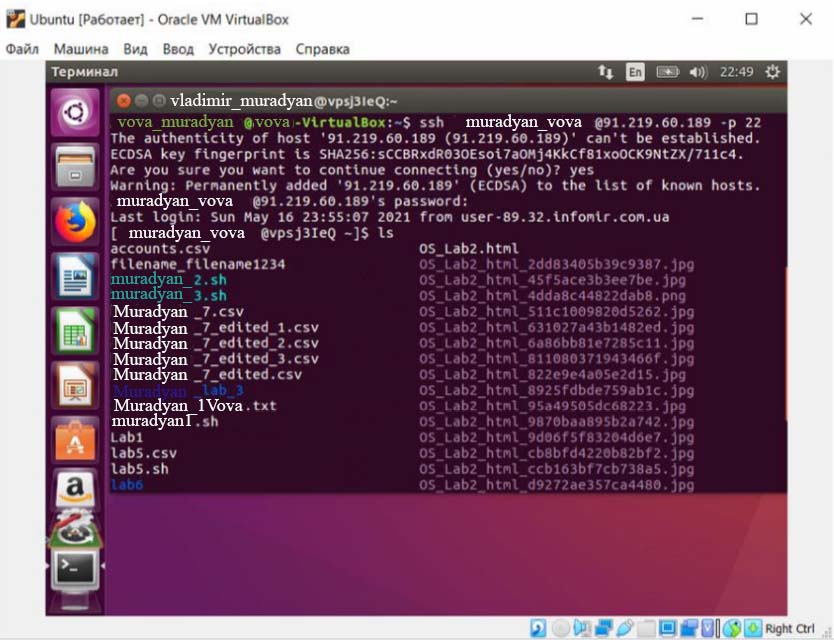 Ubuntu [Работает] - Oracle VM VirtualBox
Файл Машина Вид Ввод Устройства Справка
Терминал En 22:49
vladimir_muradyan@vpsj3IeQ:~
vova_muradyan @vova-VirtualBox:~$ ssh muradyan_vova @91.219.60.189 -p 22
The authenticity of host '91.219.60.189 (91.219.60.189)' can't be established.
ECDSA key fingerprint is SHA256:sCCBRxdR03OEsoi7aOMj4KkCf81xoOCK9NtZX/711c4.
Are you sure you want to continue connecting (yes/no)? yes
Warning: Permanently added '91.219.60.189' (ECDSA) to the list of known hosts.
muradyan_vova @91.219.60.189's password:
Last login: Sun May 16 23:55:07 2021 from user-89.32.infomir.com.ua
[ muradyan_vova @vpsj3IeQ ~]$ ls
accounts.csv OS_Lab2.html
filename_filename1234 OS_Lab2_html_2dd83405b39c9387.jpg
muradyan_2.sh OS_Lab2_html_45f5ace3b3ee7be.jpg
muradyan_3.sh OS_Lab2_html_4dda8c44822dab8.png
Muradyan _7.csv OS_Lab2_html_511c1009820d5262.jpg
Muradyan _7_edited_1.csv OS_Lab2_html_631027a43b1482ed.jpg
Muradyan _7_edited_2.csv OS_Lab2_html_6a86bb81e7285c11.jpg
Muradyan _7_edited_3.csv OS_Lab2_html_811080371943466f.jpg
Muradyan _7_edited.csv OS_Lab2_html_822e9e4a05e2d15.jpg
Muradyan _lab_3 OS_Lab2_html_8925fdbde759ab1c.jpg
Muradyan _1Vova.txt OS_Lab2_html_95a49505dc68223.jpg
muradyan1.sh OS_Lab2_html_9870baa895b2a742.jpg
Lab1 OS_Lab2_html_9d06f5f83204d6e7.jpg
lab5.csv OS_Lab2_html_cb8bfd4220b82bf2.jpg
lab5.sh OS_Lab2_html_ccb163bf7cb738a5.jpg
lab6 OS_Lab2_html_d9272ae357ca4480.jpg
Right Ctrl